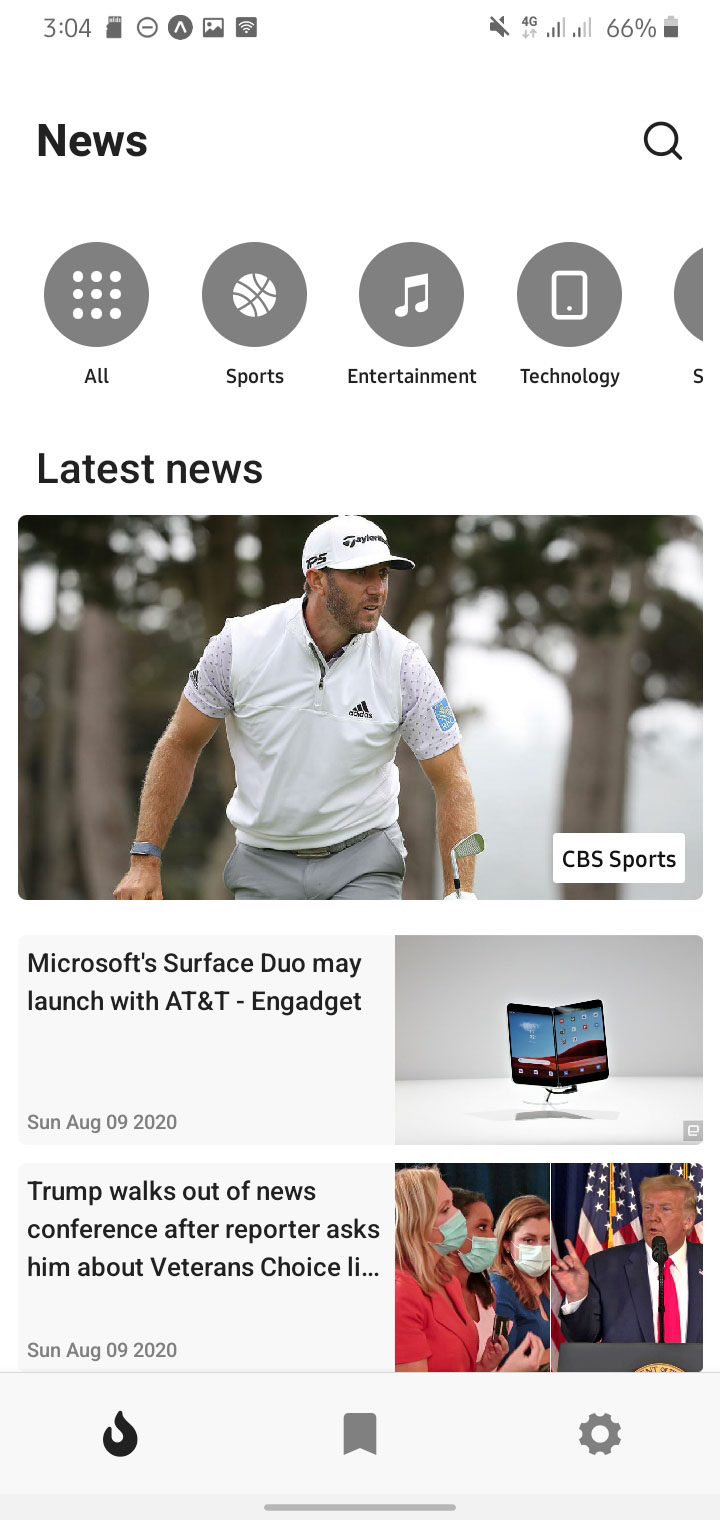 3:04
4G
66%
News
All
Sports
Entertainment
Technology
S
Latest news
TaylorMade
TP5
adidas
CBS Sports
Microsoft's Surface Duo may
launch with AT&T - Engadget
Sun Aug 09 2020
Trump walks out of news
conference after reporter asks
him about Veterans Choice li...
Sun Aug 09 2020